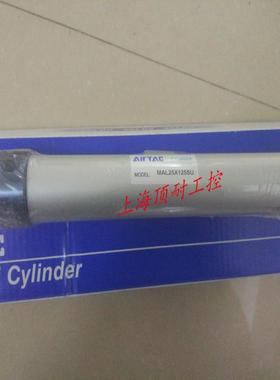 AirTAC
MODEL: MAL25X125SU
上海顶耐工控
Cylinder